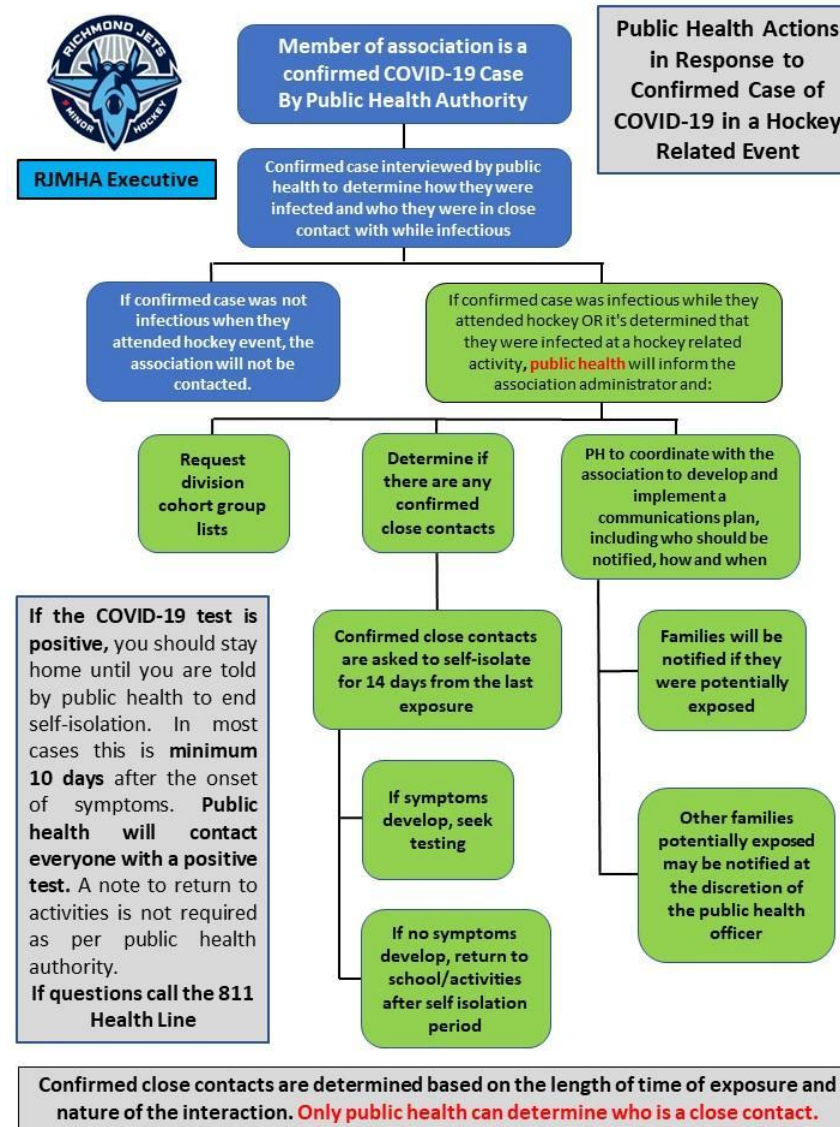 RICHMOND JETS
MINOR HOCKEY
RJMHA Executive
Member of association is a
confirmed COVID-19 Case
By Public Health Authority
Public Health Actions
in Response to
Confirmed Case of
COVID-19 in a Hockey
Related Event
Confirmed case interviewed by public
health to determine how they were
infected and who they were in close
contact with while infectious
If confirmed case was not
infectious when they
attended hockey event, the
association will not be
contacted.
If confirmed case was infectious while they
attended hockey OR it's determined that
they were infected at a hockey related
activity, public health will inform the
association administrator and:
Request
division
cohort group
lists
Determine if
there are any
confirmed
close contacts
PH to coordinate with the
association to develop and
implement a
communications plan,
including who should be
notified, how and when
If the COVID-19 test is
positive, you should stay
home until you are told
by public health to end
self-isolation. In most
cases this is minimum
10 days after the onset
of symptoms. Public
health will contact
everyone with a positive
test. A note to return to
activities is not required
as per public health
authority.
If questions call the 811
Health Line
Confirmed close contacts
are asked to self-isolate
for 14 days from the last
exposure
Families will be
notified if they
were potentially
exposed
If symptoms
develop, seek
testing
Other families
potentially exposed
may be notified at
the discretion of
the public health
officer
If no symptoms
develop, return to
school/activities
after self isolation
period
Confirmed close contacts are determined based on the length of time of exposure and
nature of the interaction. Only public health can determine who is a close contact.